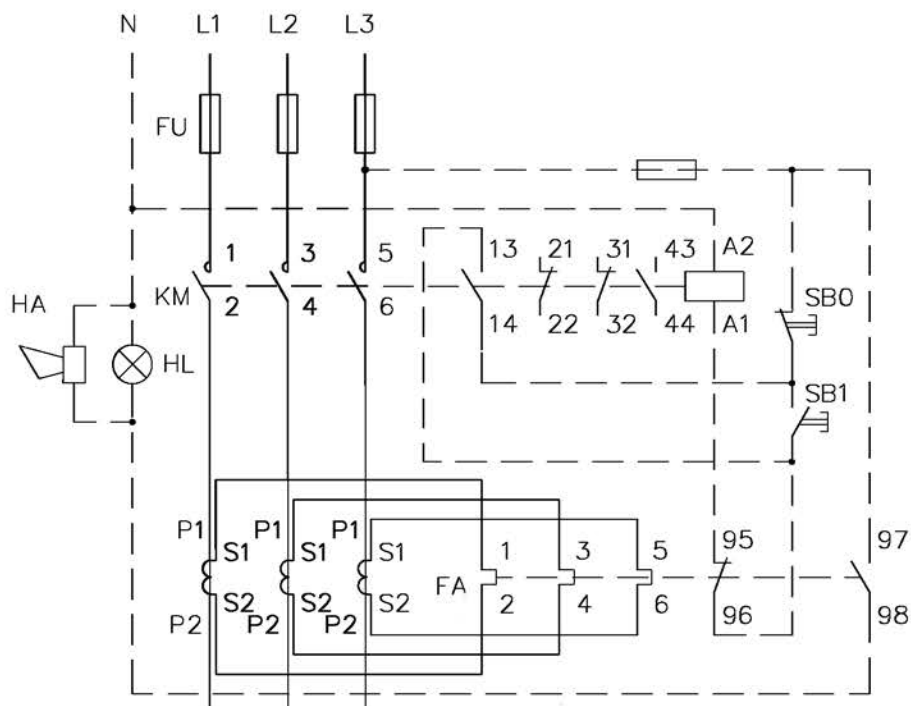 N L1 L2 L3
FU
1 3 5 13 21 31 43 A2
HA KM 2 4 6 14 22 32 44 A1 SB0
HL
SB1
P1 P1 P1 95 97
S1 S1 S1 1 3 5
FA
S2 S2 S2 2 4 6 96 98
P2 P2 P2